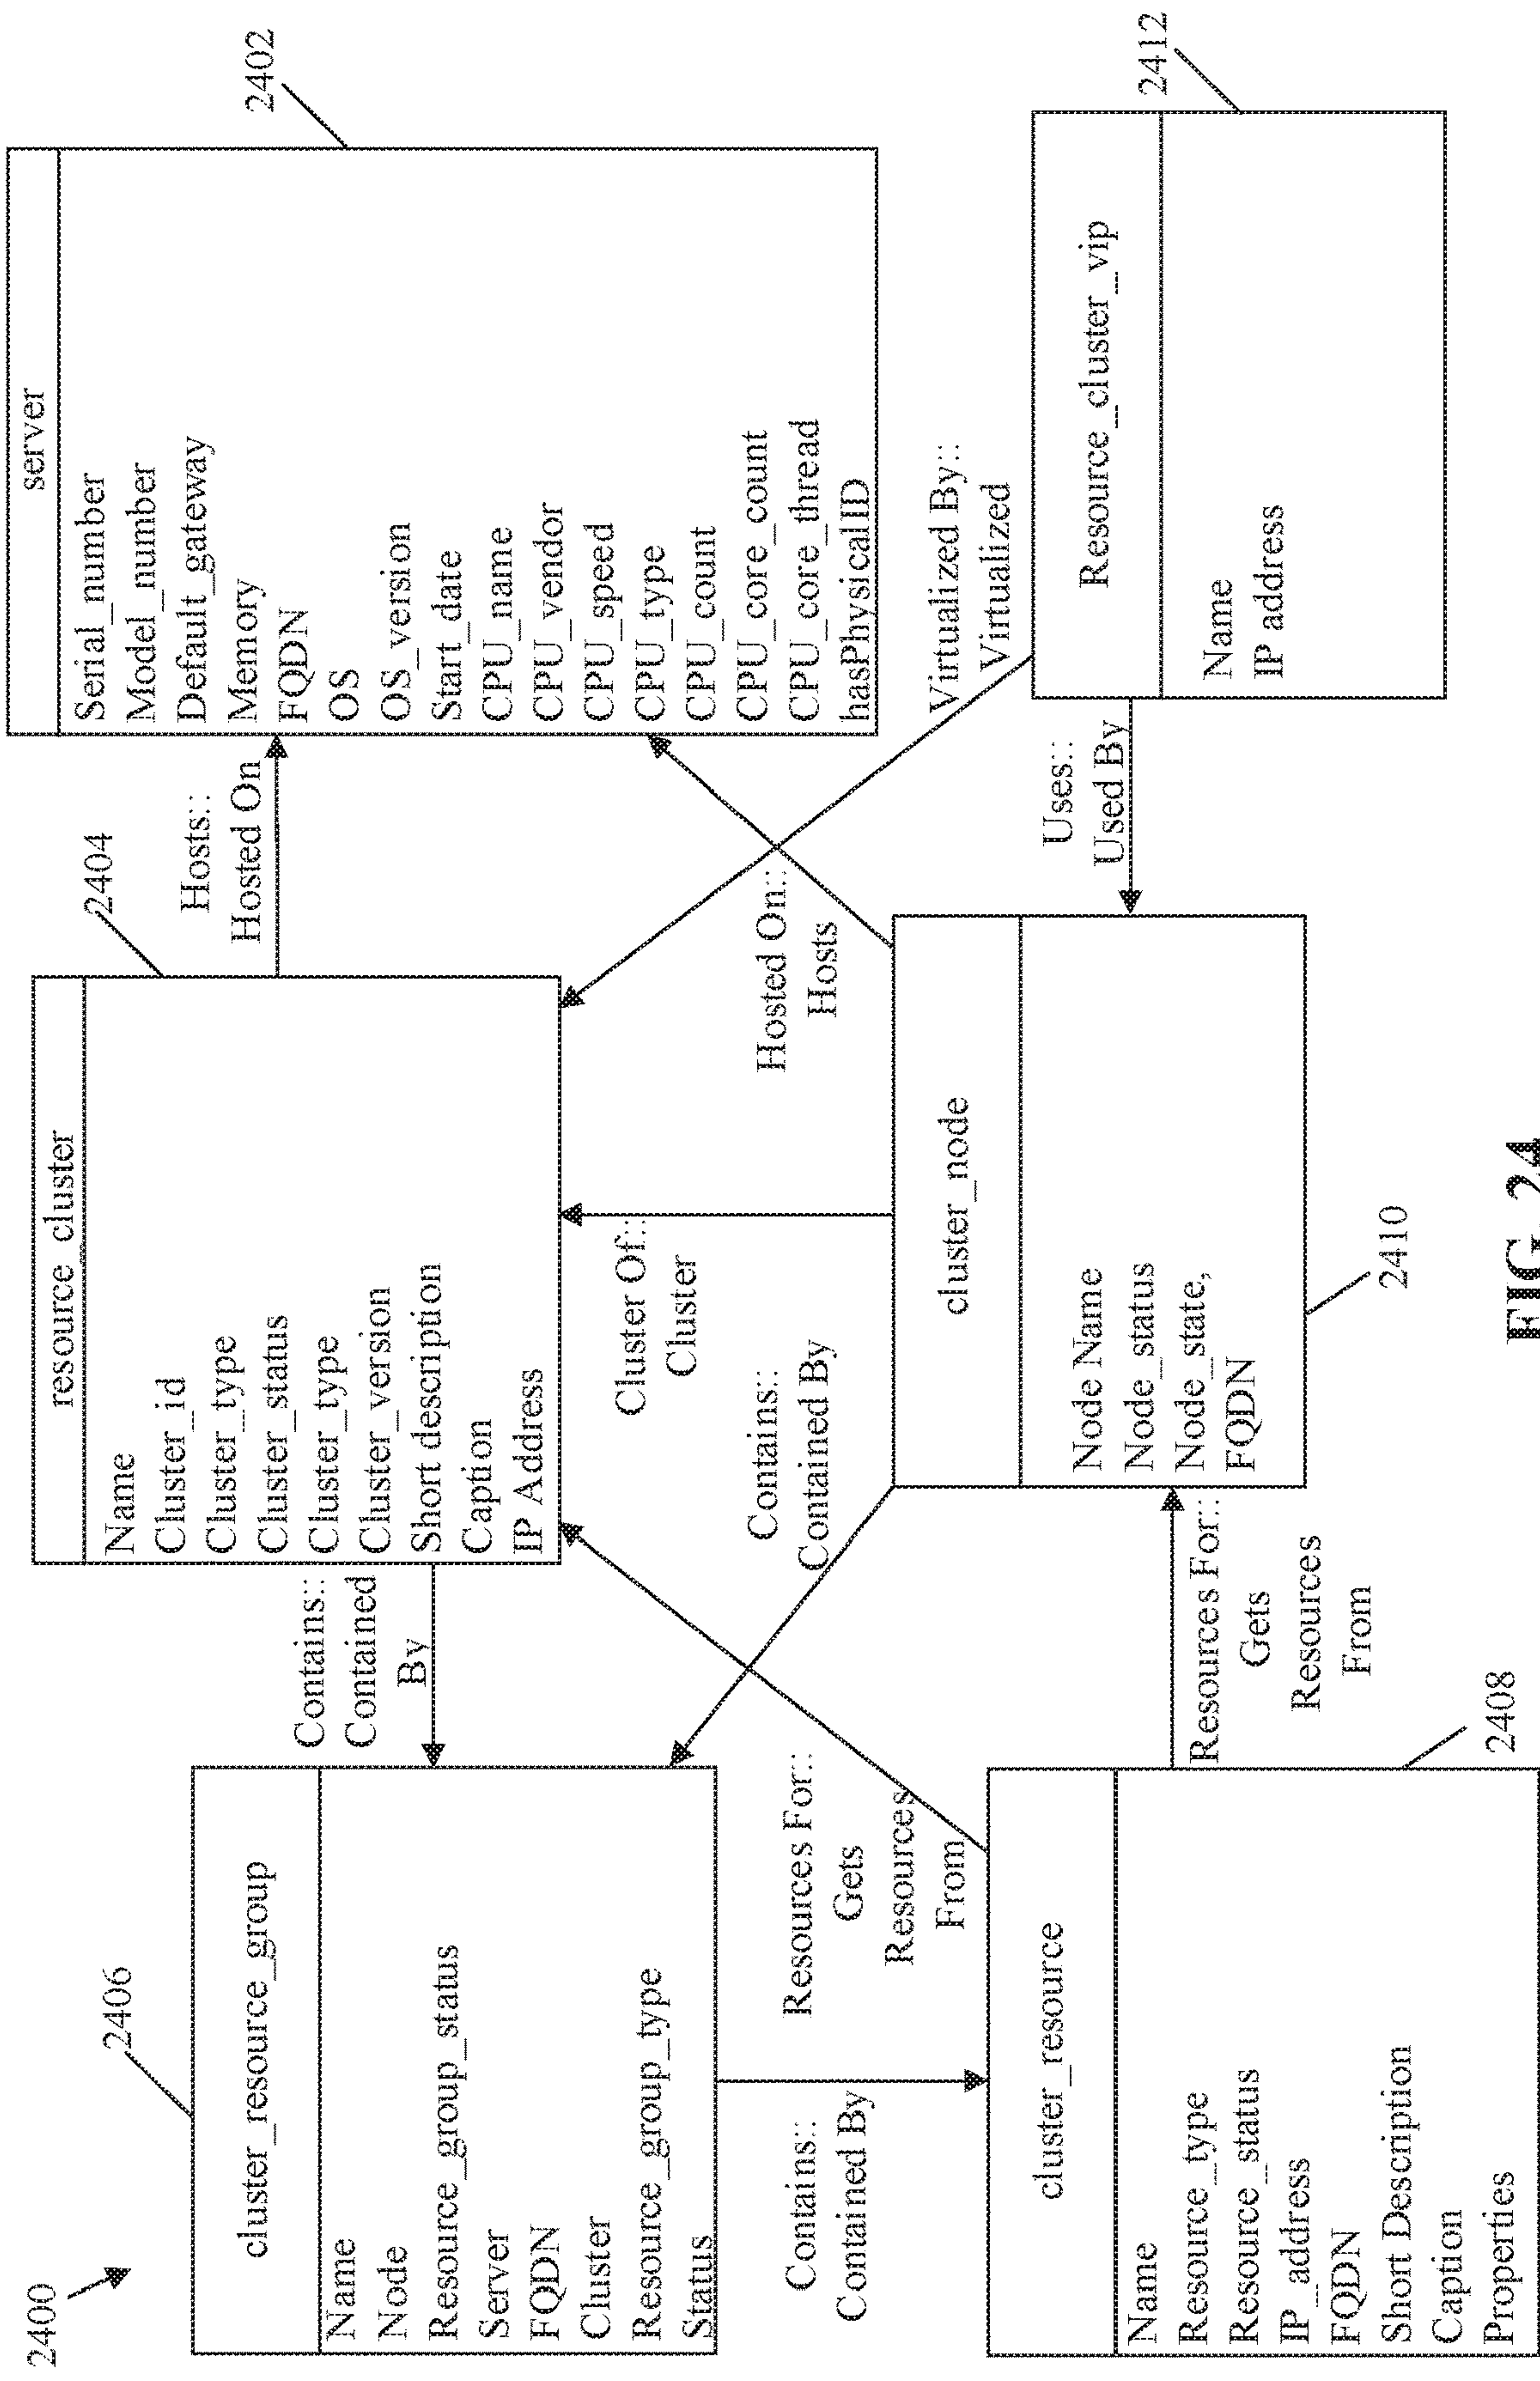 2400
2406
cluster_resource_group
Name
Node
Resource_group_status
Server
FQDN
Cluster
Resource_group_type
Status
Contains::
Contained
By
2404
resource_cluster
Name
Cluster_id
Cluster_type
Cluster_status
Cluster_type
Cluster_version
Short description
Caption
IP Address
Hosts::
Hosted On
2402
server
Serial_number
Model_number
Default_gateway
Memory
FQDN
OS
OS_version
Start_date
CPU_name
CPU_vendor
CPU_speed
CPU_type
CPU_count
CPU_core_count
CPU_core_thread
hasPhysicalID
Contains::
Contained By
Resources For::
Gets
Resources
From
Contains::
Contained By
Cluster Of::
Cluster
Hosted On::
Hosts
Virtualized By::
Virtualized
cluster_resource
Name
Resource_type
Resource_status
IP_address
FQDN
Short Description
Caption
Properties
2408
Resources For::
Gets
Resources
From
cluster_node
Node Name
Node_status
Node_state,
FQDN
2410
Uses::
Used By
Resource_cluster_vip
Name
IP address
2412
FIG. 24